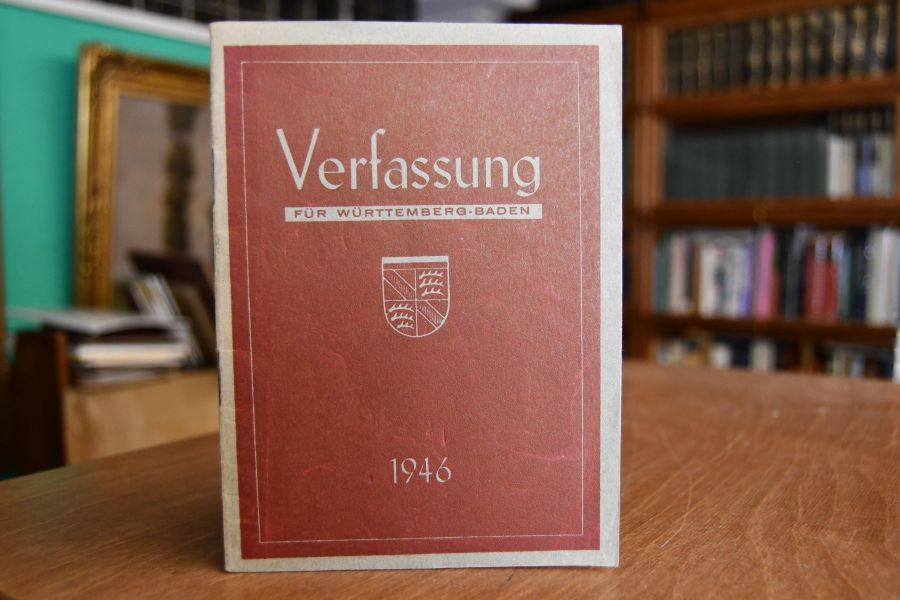 Verfassung
FÜR WÜRTTEMBERG-BADEN
1946